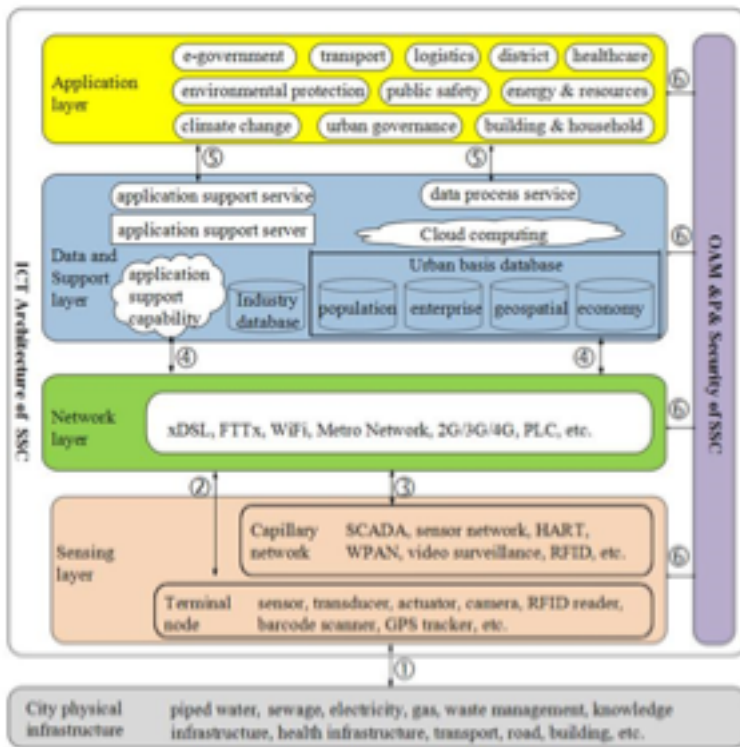 e-government transport logistics district healthcare
Application
layer
environmental protection public safety energy & resources
climate change urban governance building & household
⑥
⑤ ⑤
application support service data process service
application support server Cloud computing
⑥
Data and
Support
layer
application
support
capability
Industry
database
Urban basis database
population enterprise geospatial economy
④ ④
Network
layer
xDSL, FTTx, WiFi, Metro Network, 2G/3G/4G, PLC, etc.
⑥
② ③
Sensing
layer
Capillary
network
SCADA, sensor network, HART,
WPAN, video surveillance, RFID, etc.
⑥
Terminal
node
sensor, transducer, actuator, camera, RFID reader,
barcode scanner, GPS tracker, etc.
①
City physical
infrastructure
piped water, sewage, electricity, gas, waste management, knowledge
infrastructure, health infrastructure, transport, road, building, etc.
ICT Architecture of SSC
OAM &P& Security of SSC